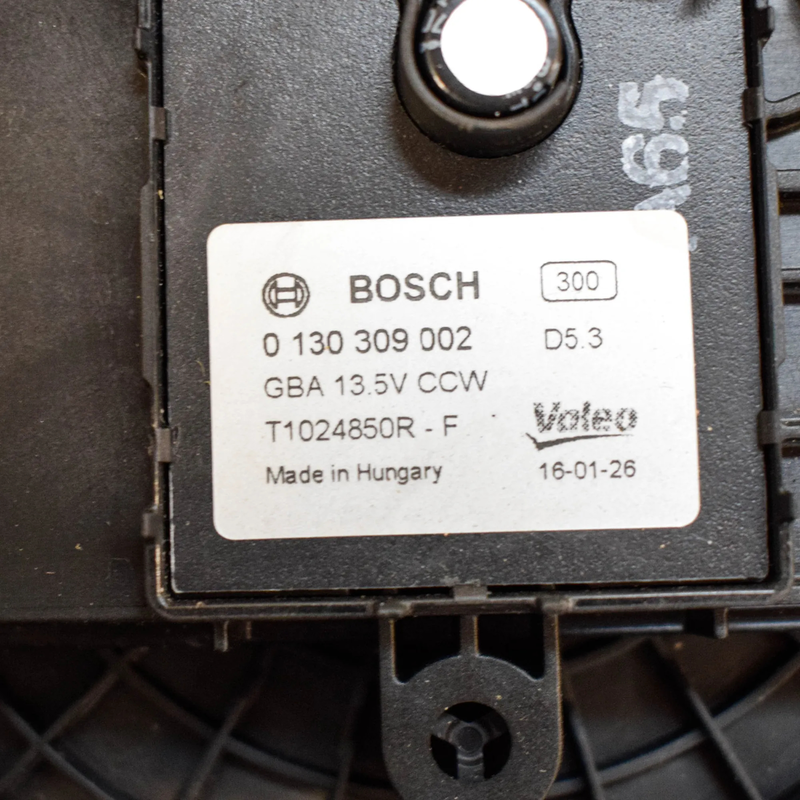 BOSCH 300
0 130 309 002 D5.3
GBA 13.5V CCW
T1024850R - F Valeo
Made in Hungary 16-01-26